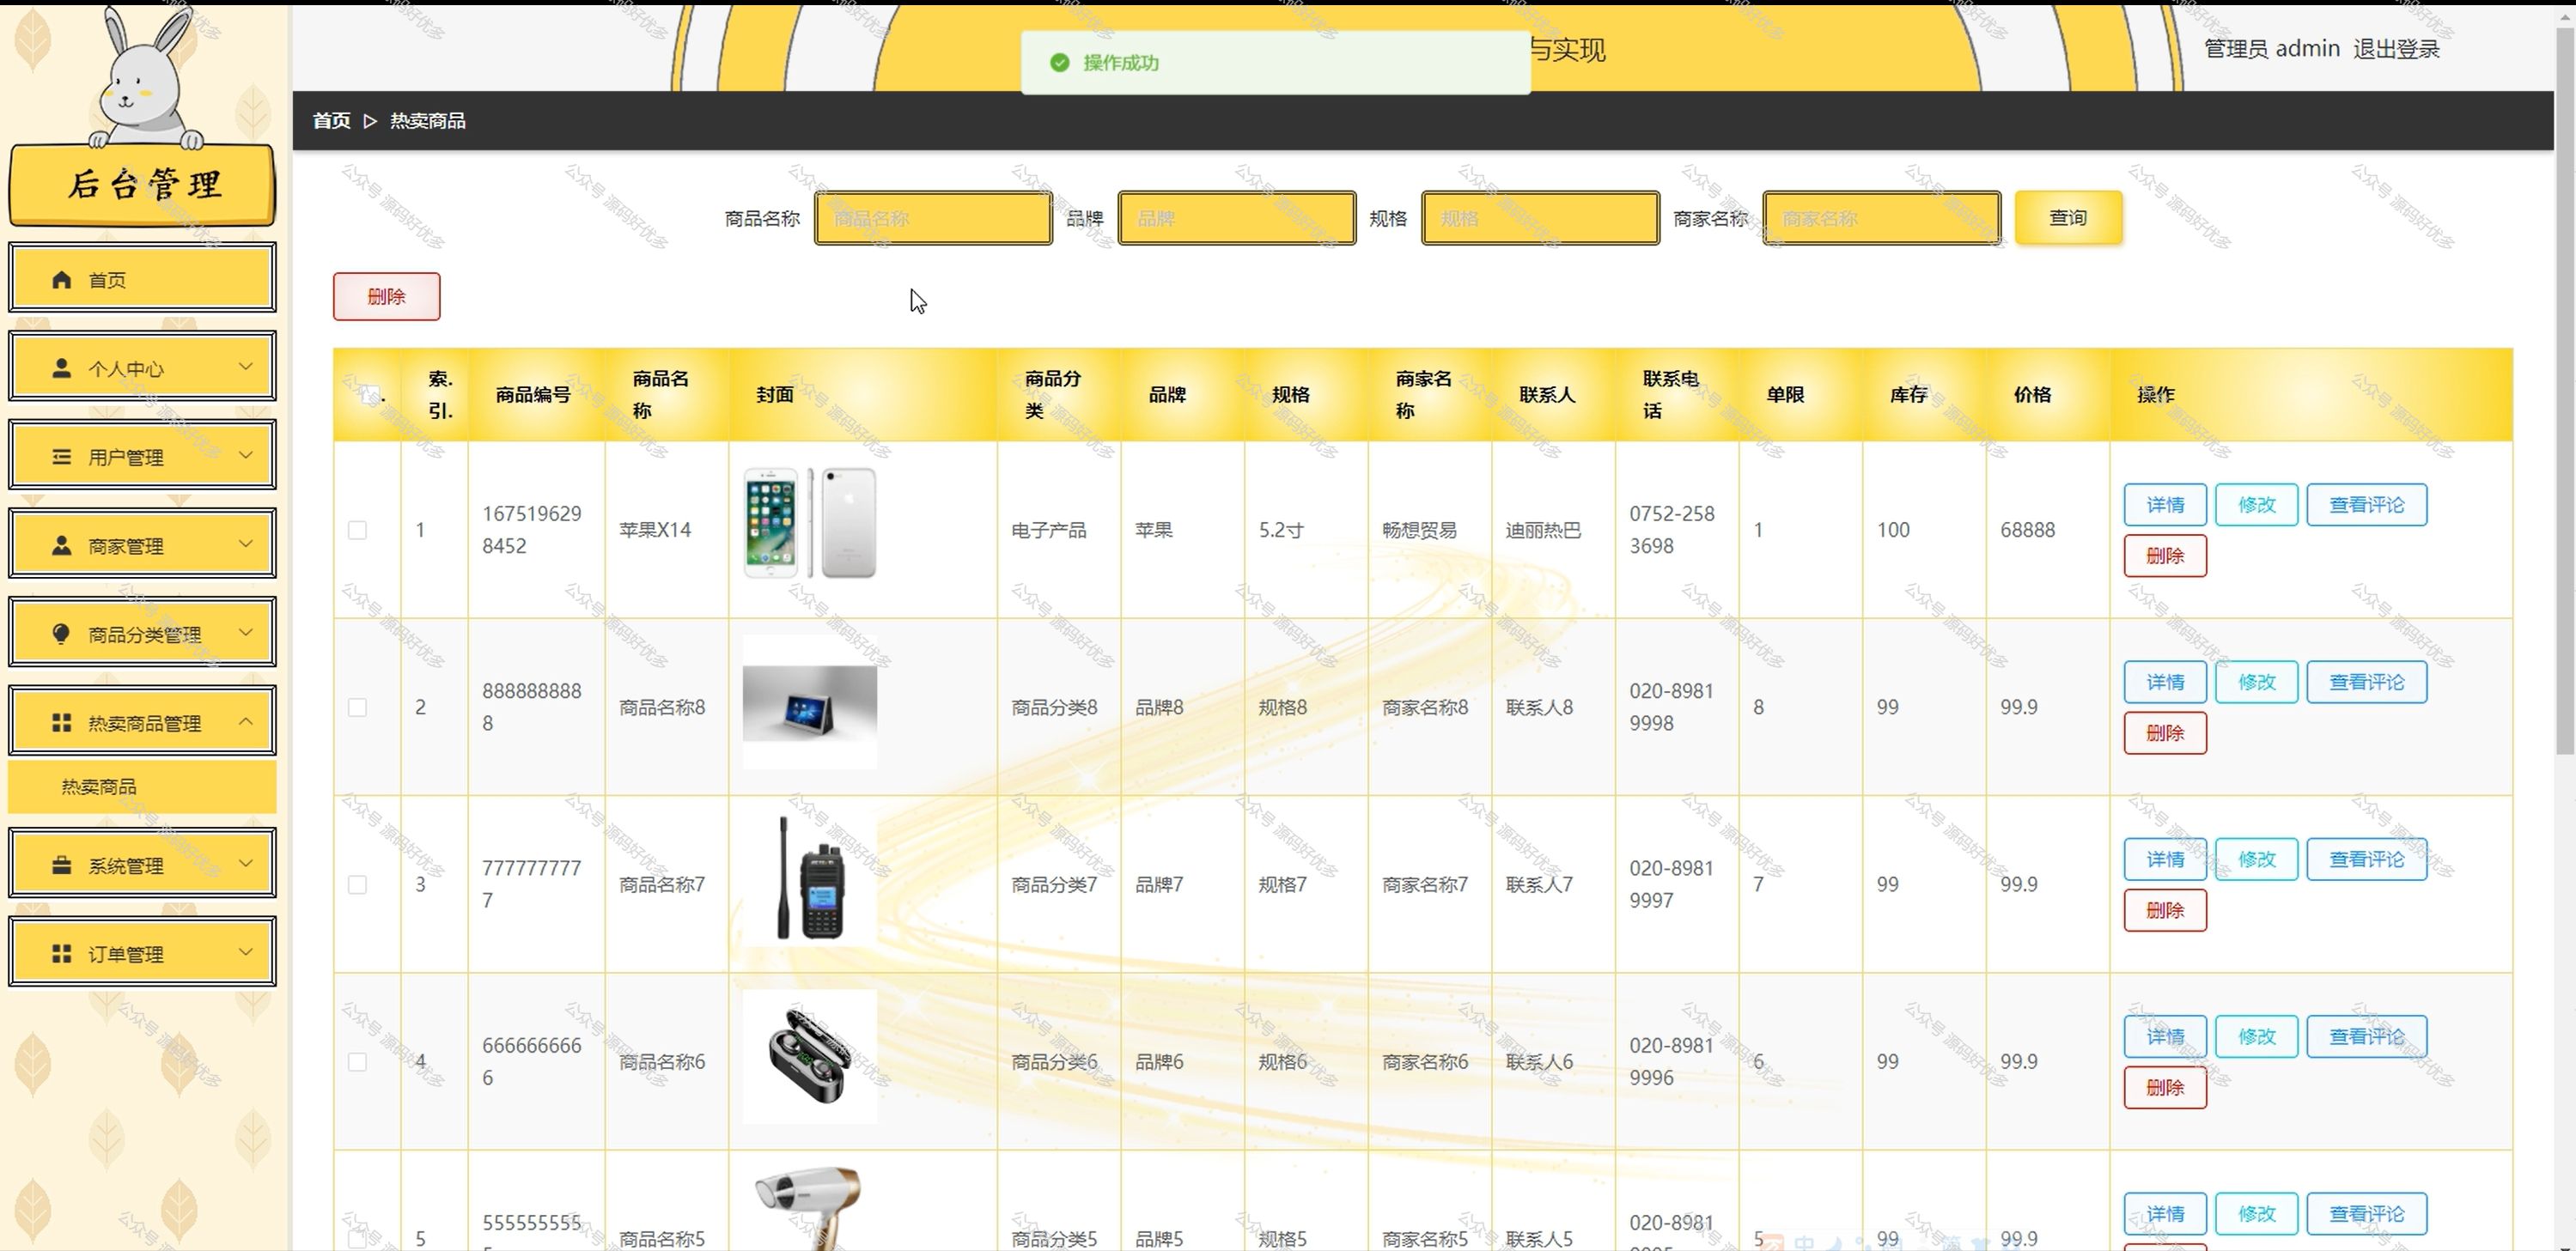 与实现
操作成功
管理员 admin 退出登录
首页 ▷ 热卖商品
后台管理
首页
个人中心
用户管理
商家管理
商品分类管理
热卖商品管理
热卖商品
系统管理
订单管理
商品名称 商品名称 品牌 品牌 规格 规格 商家名称 商家名称 查询
删除
索. 引. 商品编号 商品名称 封面 商品分类 品牌 规格 商家名称 联系人 联系电话 单限 库存 价格 操作
1 1675196298452 苹果X14 电子产品 苹果 5.2寸 畅想贸易 迪丽热巴 0752-2583698 1 100 68888 详情 修改 查看评论 删除
2 8888888888 商品名称8 商品分类8 品牌8 规格8 商家名称8 联系人8 020-89819998 8 99 99.9 详情 修改 查看评论 删除
3 7777777777 商品名称7 商品分类7 品牌7 规格7 商家名称7 联系人7 020-89819997 7 99 99.9 详情 修改 查看评论 删除
4 6666666666 商品名称6 商品分类6 品牌6 规格6 商家名称6 联系人6 020-89819996 6 99 99.9 详情 修改 查看评论 删除
5 555555555 商品名称5 商品分类5 品牌5 规格5 商家名称5 联系人5 020-8981 5 99 99.9 详情 修改 查看评论
公众号 源码好优多